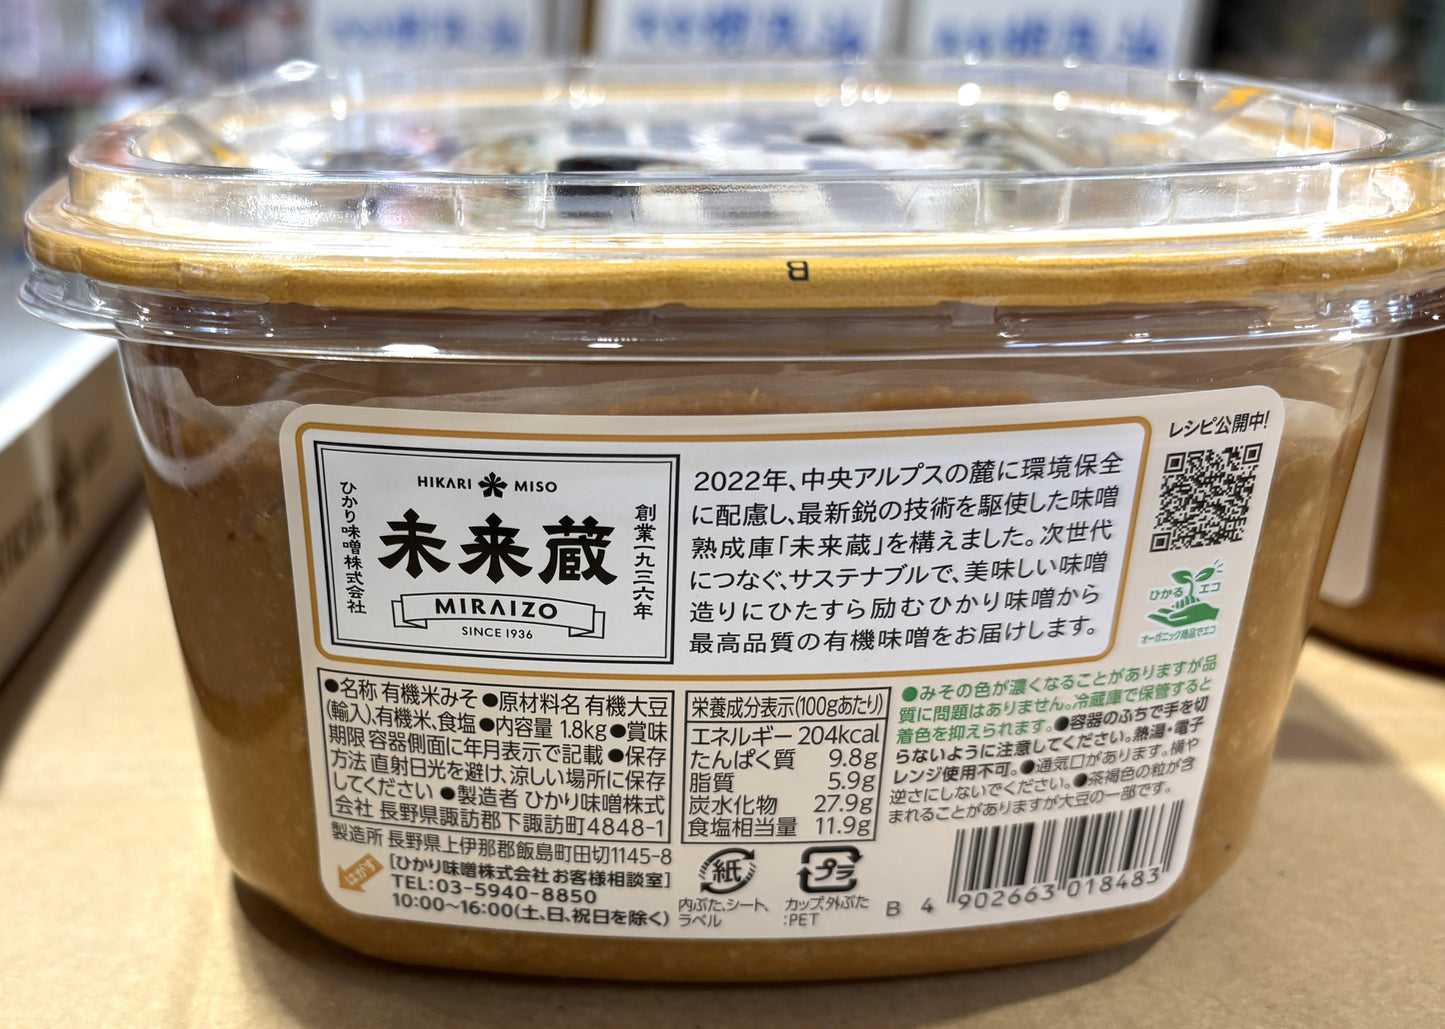 B
HIKARI MISO
ひかり味噌株式会社
未来蔵
創業一九三六年
MIRAIZO
SINCE 1936
2022年、中央アルプスの麓に環境保全
に配慮し、最新鋭の技術を駆使した味噌
熟成庫「未来蔵」を構えました。次世代
につなぐ、サステナブルで、美味しい味噌
造りにひたすら励むひかり味噌から
最高品質の有機味噌をお届けします。
レシピ公開中!
ひかる エコ
オーガニック商品でエコ
●名称 有機米みそ ●原材料名 有機大豆
(輸入)、有機米、食塩 ●内容量 1.8kg ●賞味
期限 容器側面に年月表示で記載 ●保存
方法 直射日光を避け、涼しい場所に保存
してください ●製造者 ひかり味噌株式
会社 長野県諏訪郡下諏訪町4848-1
製造所 長野県上伊那郡飯島町田切1145-8
はがす
[ひかり味噌株式会社 お客様相談室]
TEL:03-5940-8850
10:00～16:00(土、日、祝日を除く)
栄養成分表示(100gあたり)
エネルギー 204kcal
たんぱく質 9.8g
脂質 5.9g
炭水化物 27.9g
食塩相当量 11.9g
紙
内ぶた、シート、
ラベル
プラ
カップ、外ぶた
:PET
●みその色が濃くなることがありますが品
質に問題はありません。冷蔵庫で保管すると
着色を抑えられます。●容器のふちで手を切
らないように注意してください。熱湯・電子
レンジ使用不可。●通気口があります。横や
逆さにしないでください。●茶褐色の粒が含
まれることがありますが大豆の一部です。
B 4 902663 018483